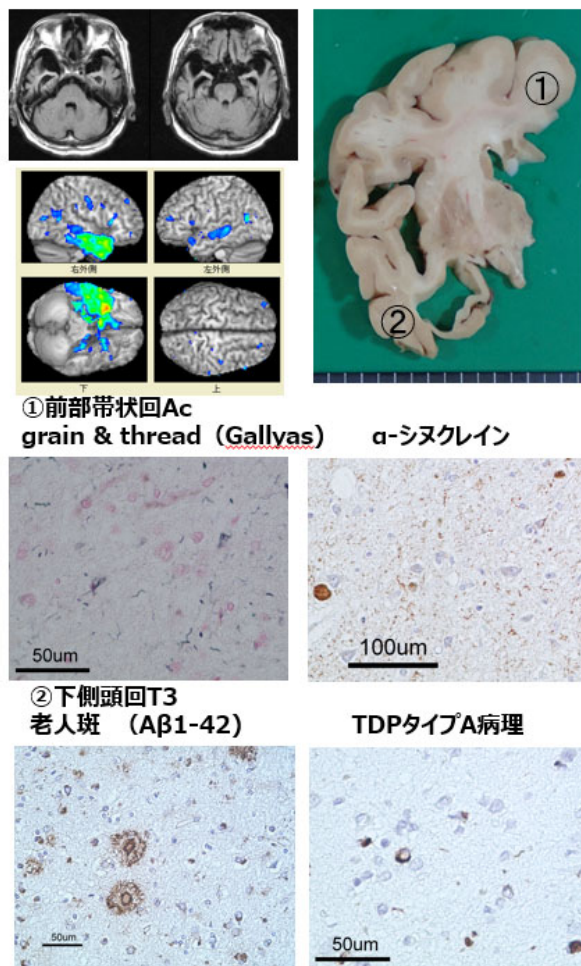 右外側
左外側
下
上
①
②
①前部帯状回Ac
grain & thread（Gallyas）
α-シヌクレイン
50um
100um
②下側頭回T3
老人斑 （Aβ1-42）
TDPタイプA病理
50um
50um